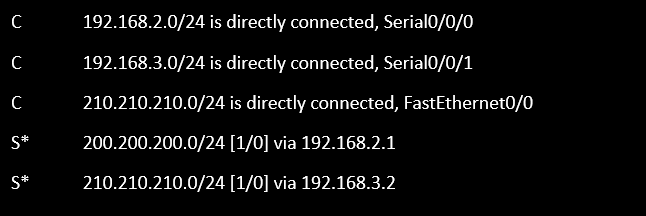 C 192.168.2.0/24 is directly connected, Serial0/0/0
C 192.168.3.0/24 is directly connected, Serial0/0/1
C 210.210.210.0/24 is directly connected, FastEthernet0/0
S* 200.200.200.0/24 [1/0] via 192.168.2.1
S* 210.210.210.0/24 [1/0] via 192.168.3.2